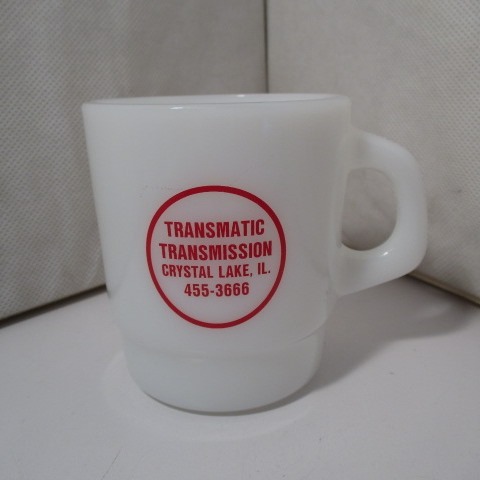 TRANSMATIC
TRANSMISSION
CRYSTAL LAKE, IL.
455-3666